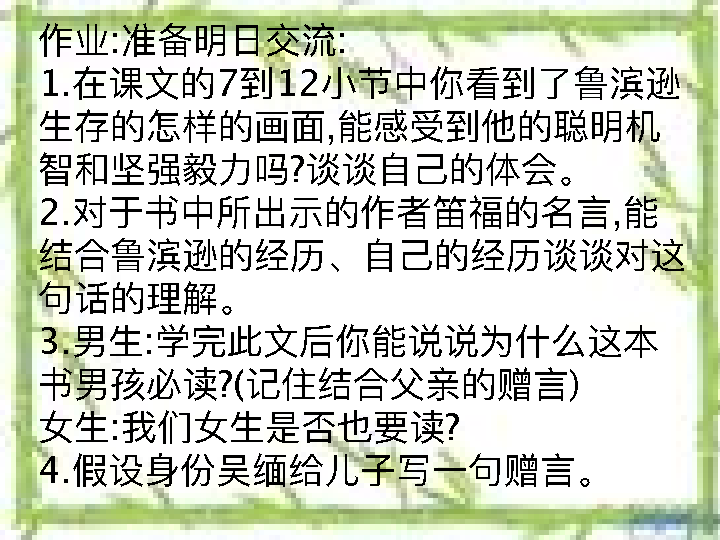 作业:准备明日交流:
1.在课文的7到12小节中你看到了鲁滨逊
生存的怎样的画面,能感受到他的聪明机
智和坚强毅力吗?谈谈自己的体会。
2.对于书中所出示的作者笛福的名言,能
结合鲁滨逊的经历、自己的经历谈谈对这
句话的理解。
3.男生:学完此文后你能说说为什么这本
书男孩必读?(记住结合父亲的赠言)
女生:我们女生是否也要读?
4.假设身份吴缅给儿子写一句赠言。